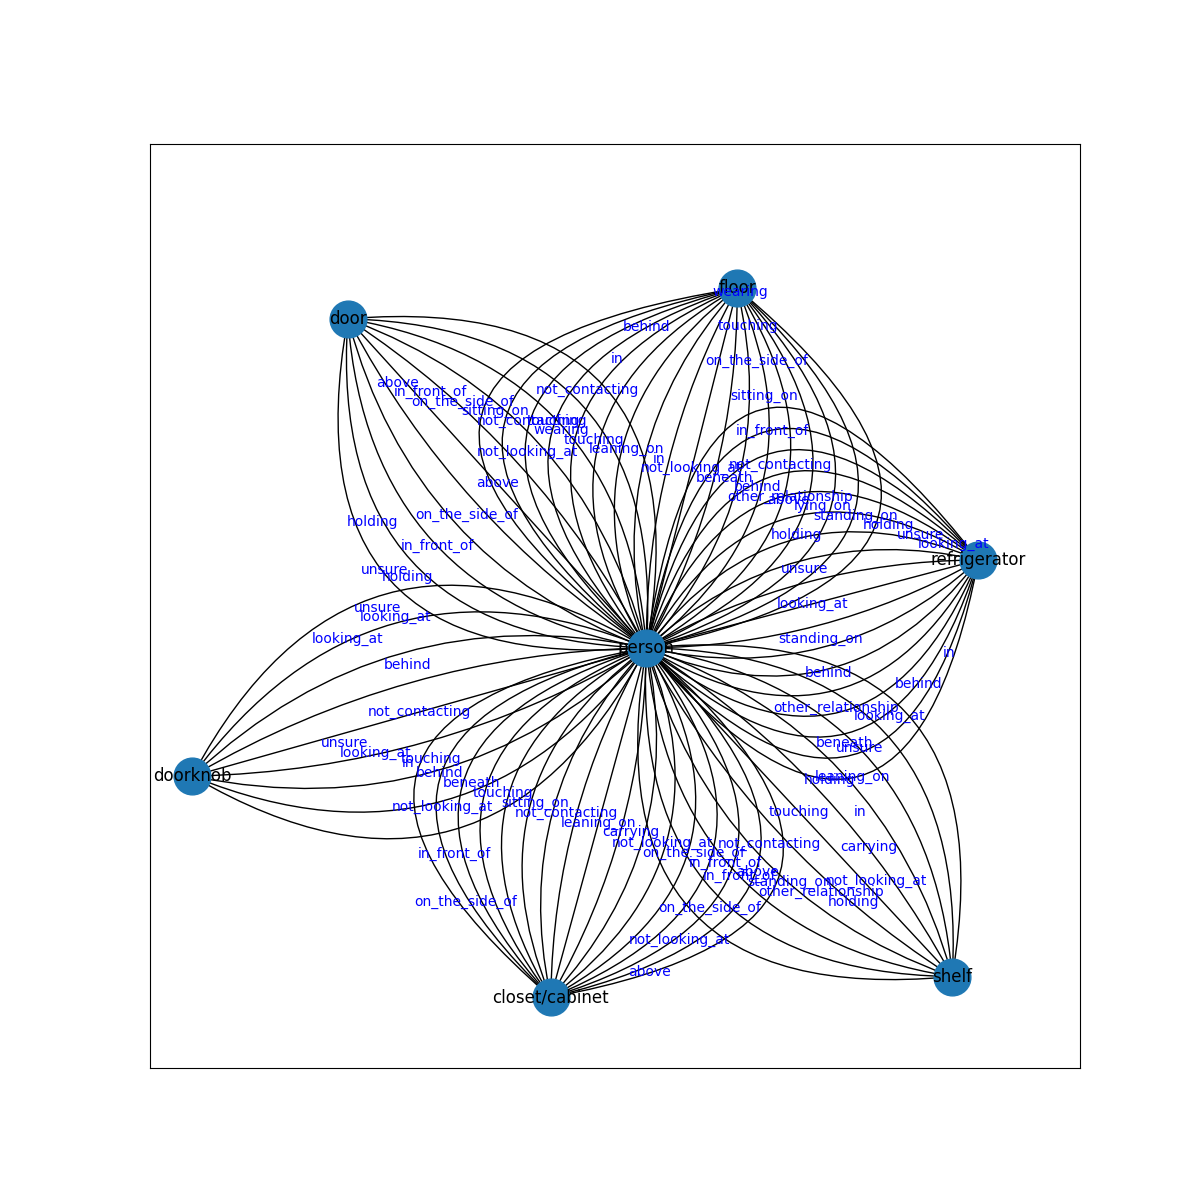 floor
wearing
door
behind
touching
in
on_the_side_of
above
in_front_of
not_contacting
on_the_side_of
sitting_on
sitting_on
not_contacting
touching
wearing
in_front_of
touching
not_looking_at
leaning_on
in
not_looking_at
not_contacting
beneath
above
behind
other_relationship
above
lying_on
on_the_side_of
standing_on
holding
holding
holding
unsure
in_front_of
looking_at
refrigerator
unsure
unsure
holding
unsure
looking_at
looking_at
looking_at
standing_on
person
in
behind
behind
behind
not_contacting
other_relationship
looking_at
unsure
looking_at
beneath
unsure
in
touching
doorknob
behind
beneath
leaning_on
holding
touching
sitting_on
not_looking_at
not_contacting
touching
in
leaning_on
carrying
not_looking_at
not_contacting
carrying
in_front_of
on_the_side_of
in_front_of
in_front_of
above
standing_on
not_looking_at
other_relationship
on_the_side_of
holding
on_the_side_of
not_looking_at
above
shelf
closet/cabinet